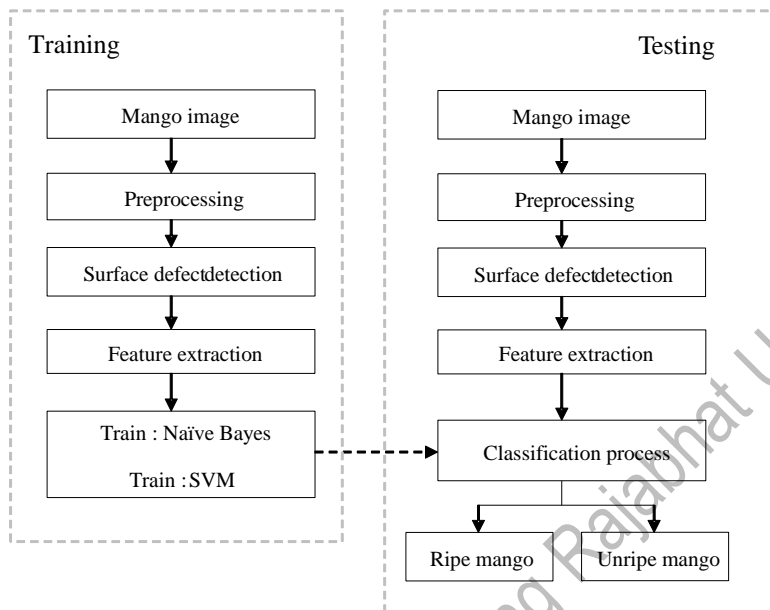 Training
Mango image
Preprocessing
Surface defectdetection
Feature extraction
Train : Naïve Bayes
Train : SVM
Testing
Mango image
Preprocessing
Surface defectdetection
Feature extraction
Classification process
Ripe mango
Unripe mango
Rajabhat U